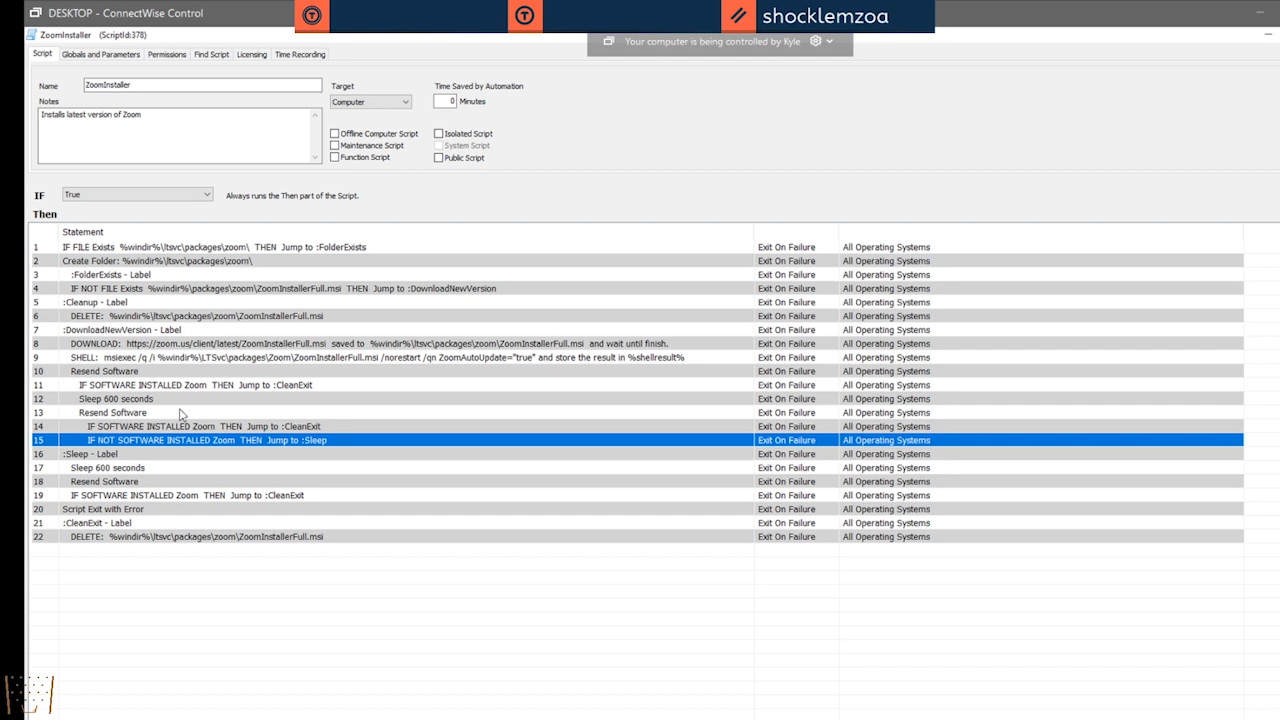 DESKTOP - ConnectWise Control
shocklemzoa
ZoomInstaller (ScriptId:378)
Your computer is being controlled by Kyle
Script Globals and Parameters Permissions Find Script Licensing Time Recording
Name ZoomInstaller Target Time Saved by Automation
Notes Computer 0 Minutes
Installs latest version of Zoom
Offline Computer Script Isolated Script
Maintenance Script System Script
Function Script Public Script
IF True Always runs the Then part of the Script.
Then
Statement
1 IF FILE Exists %windir%\ltsvc\packages\zoom\ THEN Jump to :FolderExists Exit On Failure All Operating Systems
2 Create Folder: %windir%\ltsvc\packages\zoom\ Exit On Failure All Operating Systems
3 :FolderExists - Label Exit On Failure All Operating Systems
4 IF NOT FILE Exists %windir%\packages\zoom\ZoomInstallerFull.msi THEN Jump to :DownloadNewVersion Exit On Failure All Operating Systems
5 :Cleanup - Label Exit On Failure All Operating Systems
6 DELETE: %windir%\ltsvc\packages\zoom\ZoomInstallerFull.msi Exit On Failure All Operating Systems
7 :DownloadNewVersion - Label Exit On Failure All Operating Systems
8 DOWNLOAD: https://zoom.us/client/latest/ZoomInstallerFull.msi saved to %windir%\ltsvc\packages\zoom\ZoomInstallerFull.msi and wait until finish. Exit On Failure All Operating Systems
9 SHELL: msiexec /q /i %windir%\LTSvc\packages\Zoom\ZoomInstallerFull.msi /norestart /qn ZoomAutoUpdate="true" and store the result in %shellresult% Exit On Failure All Operating Systems
10 Resend Software Exit On Failure All Operating Systems
11 IF SOFTWARE INSTALLED Zoom THEN Jump to :CleanExit Exit On Failure All Operating Systems
12 Sleep 600 seconds Exit On Failure All Operating Systems
13 Resend Software Exit On Failure All Operating Systems
14 IF SOFTWARE INSTALLED Zoom THEN Jump to :CleanExit Exit On Failure All Operating Systems
15 IF NOT SOFTWARE INSTALLED Zoom THEN Jump to :Sleep Exit On Failure All Operating Systems
16 :Sleep - Label Exit On Failure All Operating Systems
17 Sleep 600 seconds Exit On Failure All Operating Systems
18 Resend Software Exit On Failure All Operating Systems
19 IF SOFTWARE INSTALLED Zoom THEN Jump to :CleanExit Exit On Failure All Operating Systems
20 Script Exit with Error Exit On Failure All Operating Systems
21 :CleanExit - Label Exit On Failure All Operating Systems
22 DELETE: %windir%\ltsvc\packages\zoom\ZoomInstallerFull.msi Exit On Failure All Operating Systems